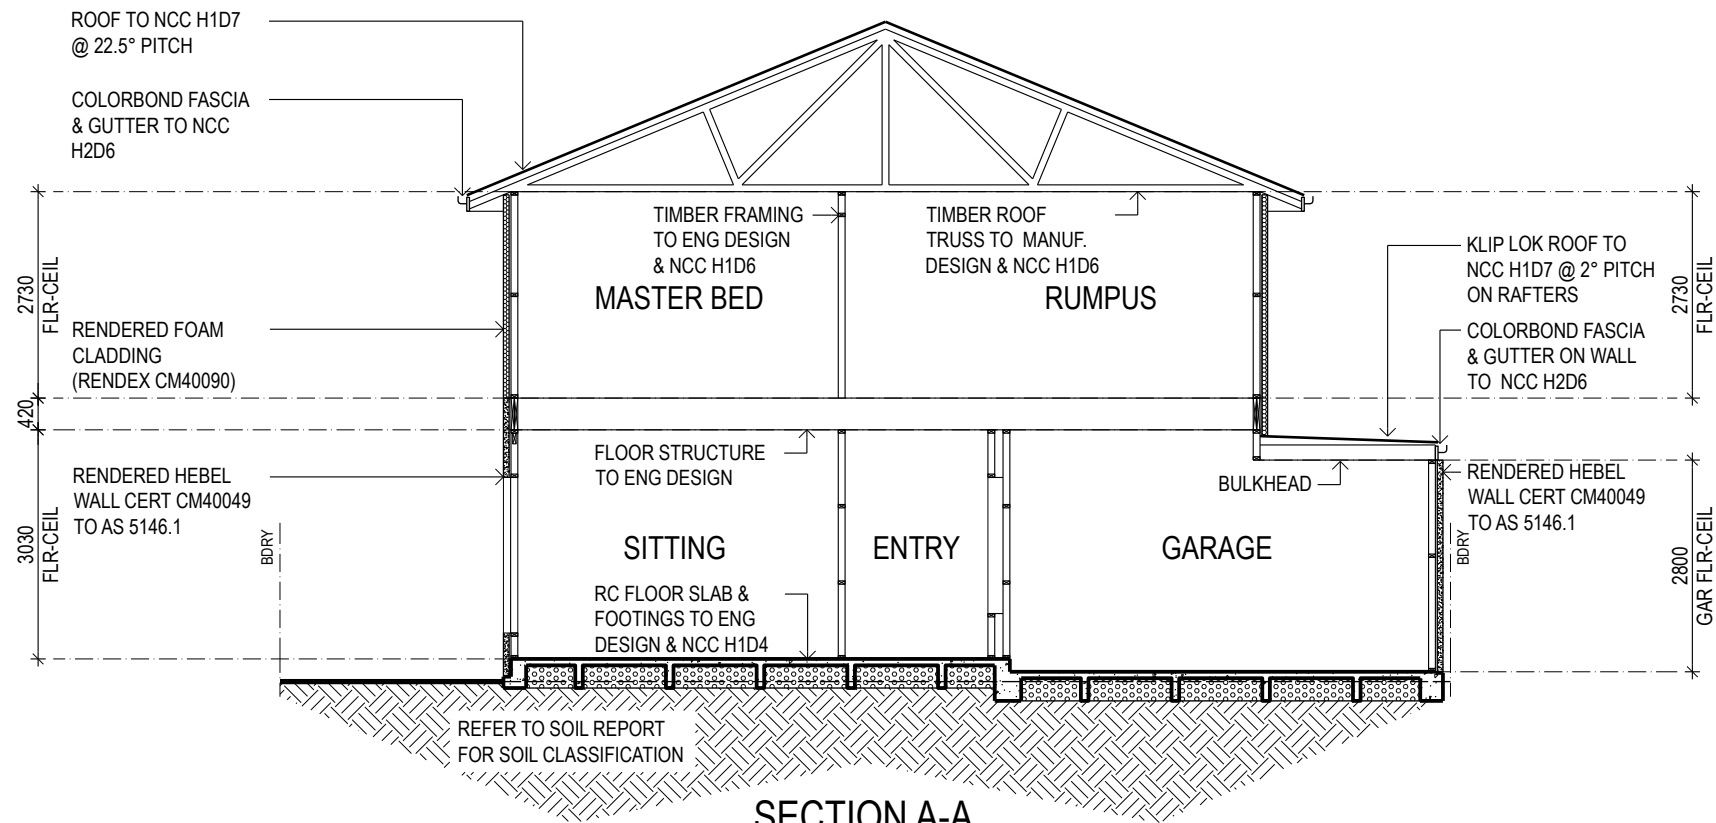 ROOF TO NCC H1D7
@ 22.5° PITCH
COLORBOND FASCIA
& GUTTER TO NCC
H2D6
TIMBER FRAMING
TO ENG DESIGN
& NCC H1D6
TIMBER ROOF
TRUSS TO MANUF.
DESIGN & NCC H1D6
KLIP LOK ROOF TO
NCC H1D7 @ 2° PITCH
ON RAFTERS
MASTER BED
RUMPUS
2730
FLR-CEIL
2730
FLR-CEIL
RENDERED FOAM
CLADDING
(RENDEX CM40090)
COLORBOND FASCIA
& GUTTER ON WALL
TO NCC H2D6
420
FLOOR STRUCTURE
TO ENG DESIGN
RENDERED HEBEL
WALL CERT CM40049
TO AS 5146.1
BULKHEAD
RENDERED HEBEL
WALL CERT CM40049
TO AS 5146.1
3030
FLR-CEIL
BDRY
SITTING
ENTRY
GARAGE
BDRY
2800
GAR FLR-CEIL
RC FLOOR SLAB &
FOOTINGS TO ENG
DESIGN & NCC H1D4
REFER TO SOIL REPORT
FOR SOIL CLASSIFICATION
SECTION A-A